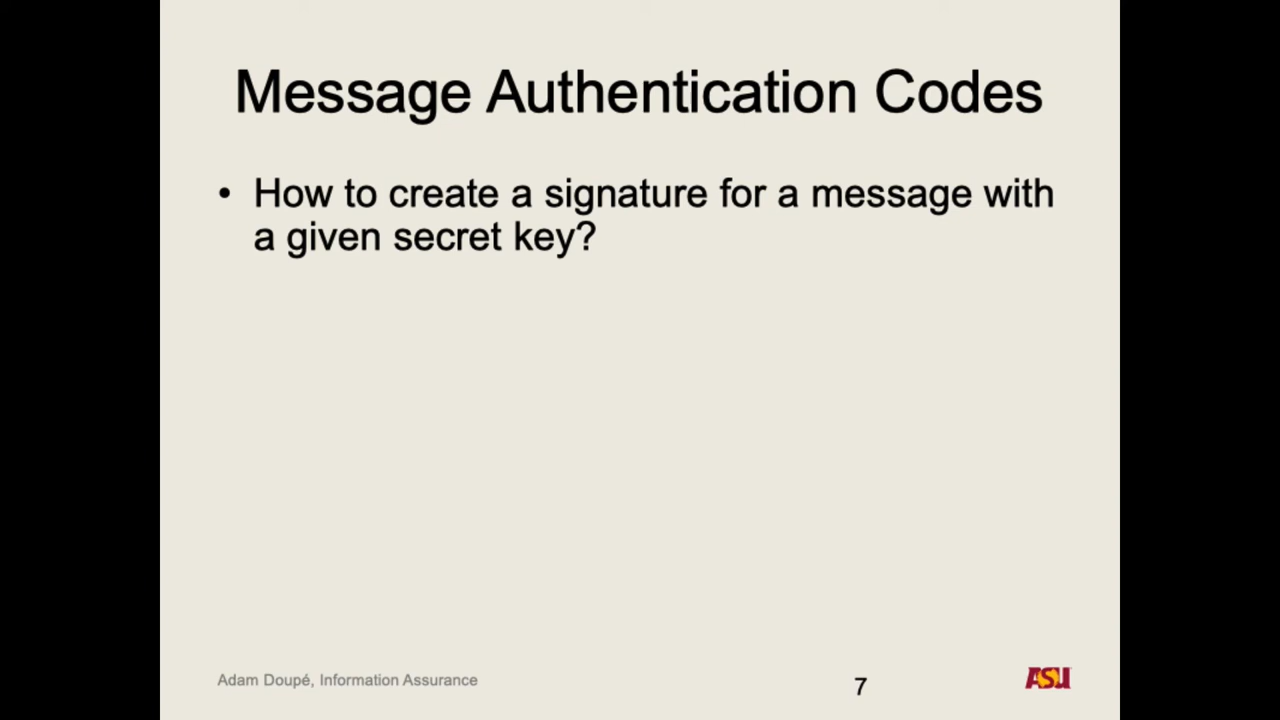 Message Authentication Codes
• How to create a signature for a message with
a given secret key?
Adam Doupé, Information Assurance
7
ASU